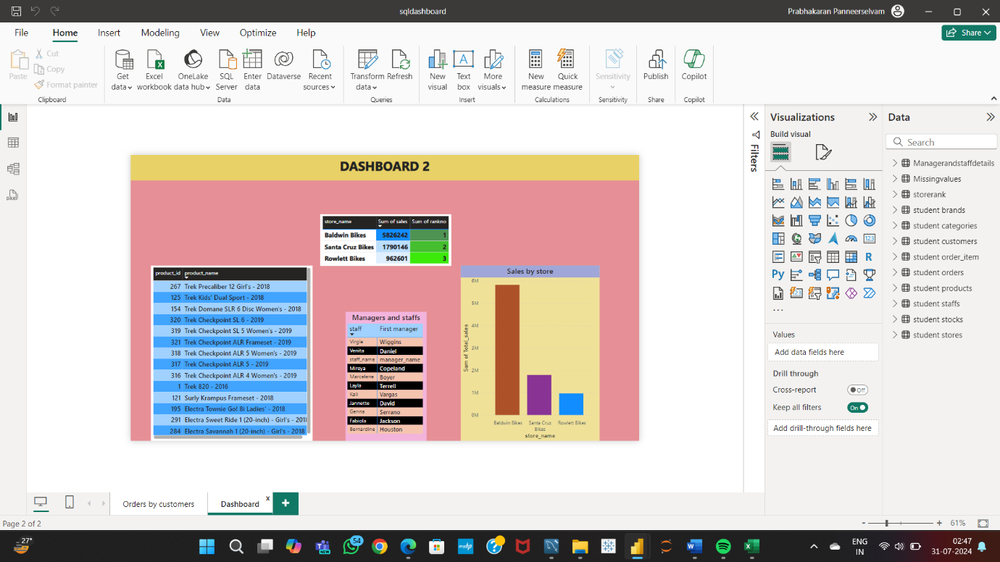 sqldashboard
Prabhakaran Panneerselvam
File Home Insert Modeling View Optimize Help
Share
Paste
Cut
Copy
Format painter
Clipboard
Get data
Excel workbook
OneLake data hub
SQL Server
Enter data
Dataverse
Recent sources
Data
Transform data
Refresh
Queries
New visual
Text box
More visuals
Insert
New measure
Quick measure
Calculations
Sensitivity
Sensitivity
Publish
Share
Copilot
Copilot
DASHBOARD 2
store_name Sum of sales Sum of rankno
Baldwin Bikes 5826242 1
Santa Cruz Bikes 1790146 2
Rowlett Bikes 962601 3
product_id product_name
267 Trek Precaliber 12 Girl's - 2018
125 Trek Kids' Dual Sport - 2018
154 Trek Domane SLR 6 Disc Women's - 2018
320 Trek Checkpoint SL 6 - 2019
319 Trek Checkpoint SL 5 Women's - 2019
321 Trek Checkpoint ALR Frameset - 2019
318 Trek Checkpoint ALR 5 Women's - 2019
317 Trek Checkpoint ALR 5 - 2019
316 Trek Checkpoint ALR 4 Women's - 2019
1 Trek 820 - 2016
121 Surly Krampus Frameset - 2018
195 Electra Townie Go! 8i Ladies' - 2018
291 Electra Sweet Ride 1 (20-inch) - Girl's - 201
284 Electra Savannah 1 (20-inch) - Girl's - 2018
Managers and staffs
staff First manager
Virgie Wiggins
Venita Daniel
staff_name manager_name
Mireya Copeland
Marcelene Boyer
Layla Terrell
Kali Vargas
Jannette David
Genna Serrano
Fabiola Jackson
Bernardine Houston
Sales by store
Sum of Total_sales
6M
5M
4M
3M
2M
1M
0M
Baldwin Bikes
Santa Cruz Bikes
Rowlett Bikes
store_name
Filters
Visualizations
Build visual
123
R
Py
123
...
Values
Add data fields here
Drill through
Cross-report Off
Keep all filters On
Add drill-through fields here
Data
Search
Managerandstaffdetails
Missingvalues
storerank
student brands
student categories
student customers
student order_item
student orders
student products
student staffs
student stocks
student stores
DAX
Orders by customers
Dashboard x
+
Page 2 of 2
- + 61%
27°
NEW
54
myhp
ENG
IN
02:47
31-07-2024